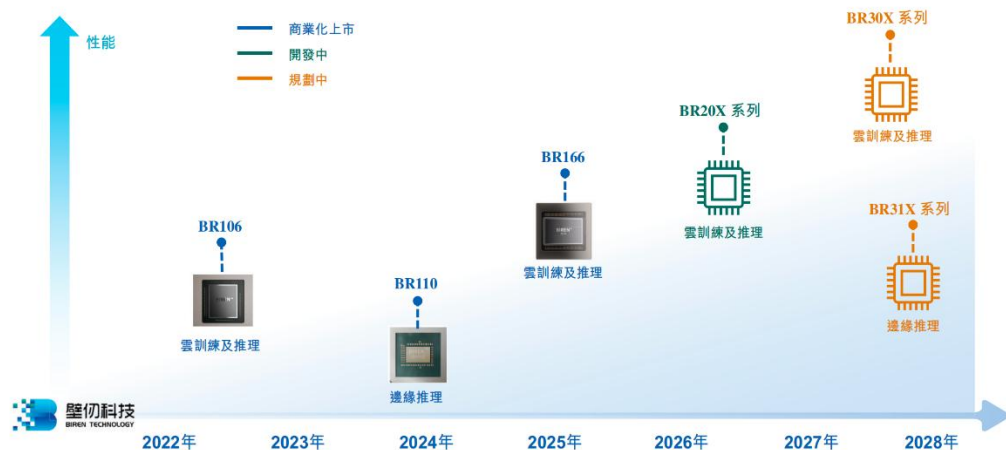 性能
商業化上市
開發中
規劃中
BR30X 系列
雲訓練及推理
BR20X 系列
雲訓練及推理
BR166
BIREN
雲訓練及推理
BR31X 系列
邊緣推理
BR106
BIREN
雲訓練及推理
BR110
邊緣推理
壁仞科技
BIREN TECHNOLOGY
2022年
2023年
2024年
2025年
2026年
2027年
2028年